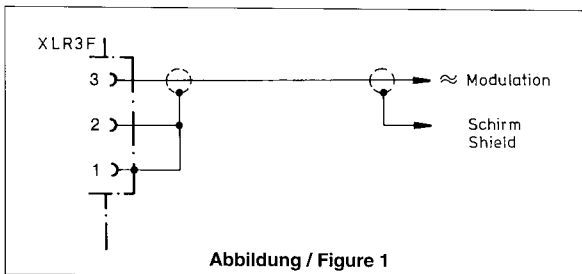 XLR3F
3
≈ Modulation
2
Schirm
Shield
1
Abbildung / Figure 1